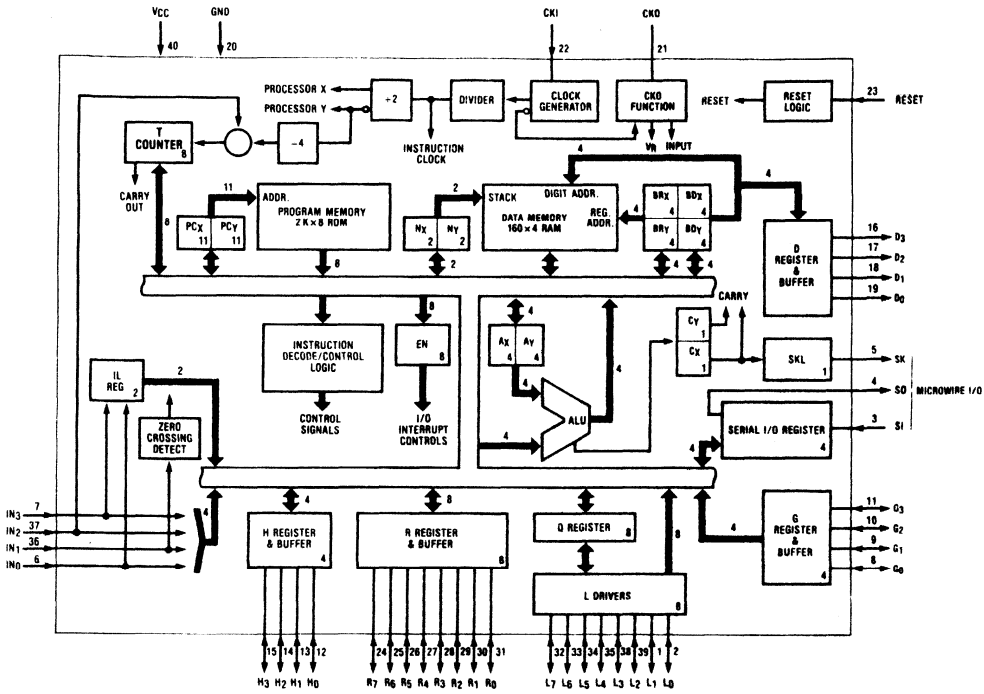 VCC GND CKI CKO
40 20 22 21
PROCESSOR X
PROCESSOR Y
÷2
DIVIDER
CLOCK
GENERATOR
CKO
FUNCTION
RESET
RESET
LOGIC
23 RESET
T
COUNTER
8
−4
INSTRUCTION
CLOCK
VR INPUT
CARRY
OUT
8
11
ADDR.
PROGRAM MEMORY
2K × 8 ROM
PCX PCY
11 11
8
2
STACK
NX NY
2 2
2
4
DIGIT ADDR.
DATA MEMORY
160 × 4 RAM
REG.
ADDR.
4
BRX BDX
4 4
BRY BDY
4 4
4 4
4
D
REGISTER
&
BUFFER
16 D3
17 D2
18 D1
19 D0
INSTRUCTION
DECODE/CONTROL
LOGIC
CONTROL
SIGNALS
8
EN
8
I/O
INTERRUPT
CONTROLS
4
AX AY
4 4
4
4
ALU
4
CARRY
CY
1
CX
1
SKL
1
5 SK
4 SO
MICROWIRE I/O
3 SI
SERIAL I/O REGISTER
4
4
IL
REG
2
2
ZERO
CROSSING
DETECT
IN3 7
IN2 37
IN1 36
IN0 6
4
4
H REGISTER
& BUFFER
4
8
R REGISTER
& BUFFER
8
Q REGISTER
8
8
L DRIVERS
8
4
G
REGISTER
&
BUFFER
4
11 G3
10 G2
9 G1
8 G0
15 14 13 12
H3 H2 H1 H0
24 25 26 27 28 29 30 31
R7 R6 R5 R4 R3 R2 R1 R0
32 33 34 35 38 39 1 2
L7 L6 L5 L4 L3 L2 L1 L0